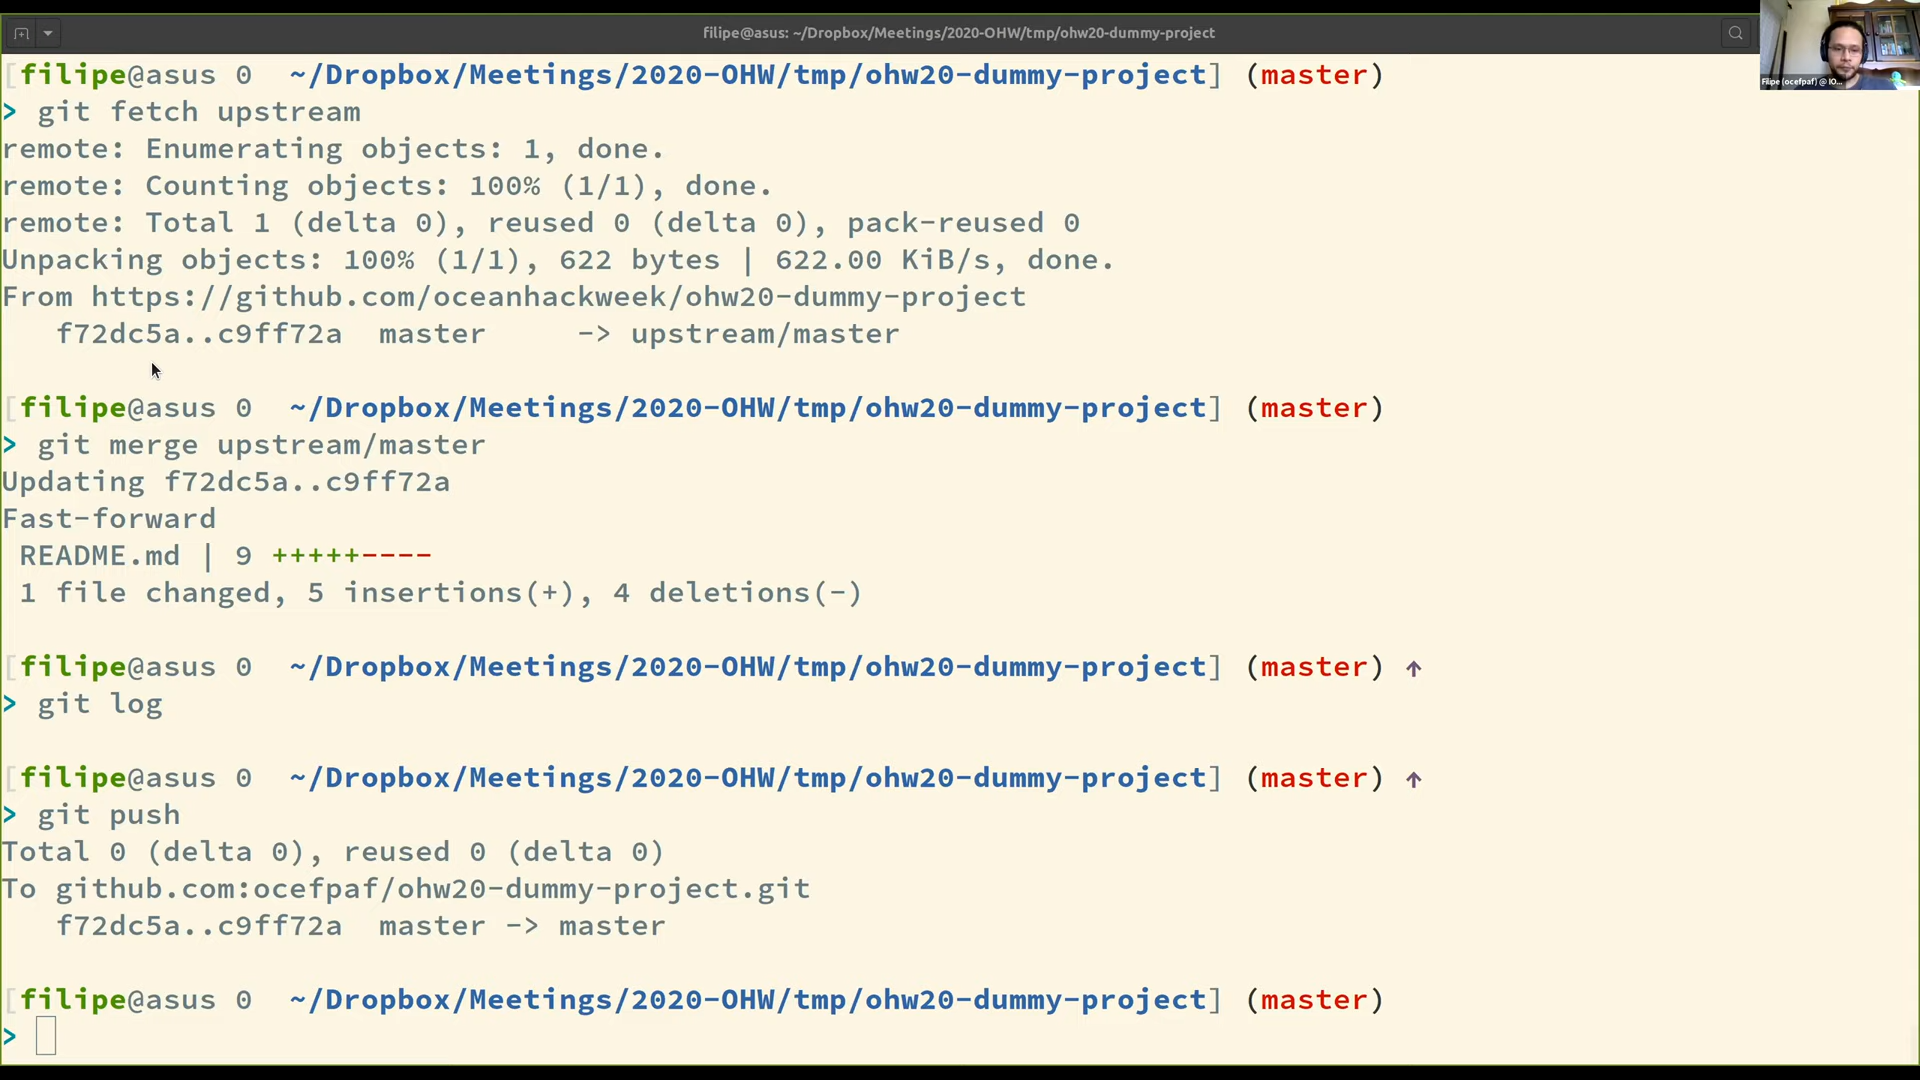 filipe@asus: ~/Dropbox/Meetings/2020-OHW/tmp/ohw20-dummy-project
Filipe (ocefpaf) @ IO...
[filipe@asus 0  ~/Dropbox/Meetings/2020-OHW/tmp/ohw20-dummy-project] (master)
> git fetch upstream
remote: Enumerating objects: 1, done.
remote: Counting objects: 100% (1/1), done.
remote: Total 1 (delta 0), reused 0 (delta 0), pack-reused 0
Unpacking objects: 100% (1/1), 622 bytes | 622.00 KiB/s, done.
From https://github.com/oceanhackweek/ohw20-dummy-project
   f72dc5a..c9ff72a  master     -> upstream/master
[filipe@asus 0  ~/Dropbox/Meetings/2020-OHW/tmp/ohw20-dummy-project] (master)
> git merge upstream/master
Updating f72dc5a..c9ff72a
Fast-forward
 README.md | 9 +++++----
 1 file changed, 5 insertions(+), 4 deletions(-)
[filipe@asus 0  ~/Dropbox/Meetings/2020-OHW/tmp/ohw20-dummy-project] (master) ↑
> git log
[filipe@asus 0  ~/Dropbox/Meetings/2020-OHW/tmp/ohw20-dummy-project] (master) ↑
> git push
Total 0 (delta 0), reused 0 (delta 0)
To github.com:ocefpaf/ohw20-dummy-project.git
   f72dc5a..c9ff72a  master -> master
[filipe@asus 0  ~/Dropbox/Meetings/2020-OHW/tmp/ohw20-dummy-project] (master)
>